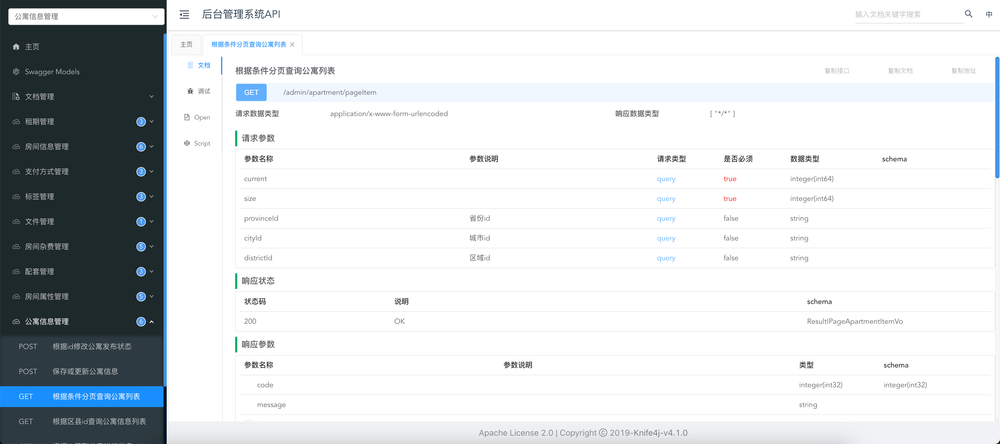 公寓信息管理
主页
Swagger Models
文档管理
租期管理 3
房间信息管理 6
支付方式管理 3
标签管理 3
文件管理 1
房间杂费管理 5
配套管理 3
房间属性管理 5
公寓信息管理 6
POST 根据id修改公寓发布状态
POST 保存或更新公寓信息
GET 根据条件分页查询公寓列表
GET 根据区县id查询公寓信息列表
后台管理系统API
输入文档关键字搜索
中
主页 根据条件分页查询公寓列表
文档
调试
Open
Script
根据条件分页查询公寓列表 复制接口 复制文档 复制地址
GET /admin/apartment/pageItem
请求数据类型 application/x-www-form-urlencoded 响应数据类型 [ "*/*" ]
请求参数
参数名称 参数说明 请求类型 是否必须 数据类型 schema
current query true integer(int64)
size query true integer(int64)
provinceId 省份id query false string
cityId 城市id query false string
districtId 区域id query false string
响应状态
状态码 说明 schema
200 OK ResultIPageApartmentItemVo
响应参数
参数名称 参数说明 类型 schema
code integer(int32) integer(int32)
message string
Apache License 2.0 | Copyright © 2019-Knife4j-v4.1.0